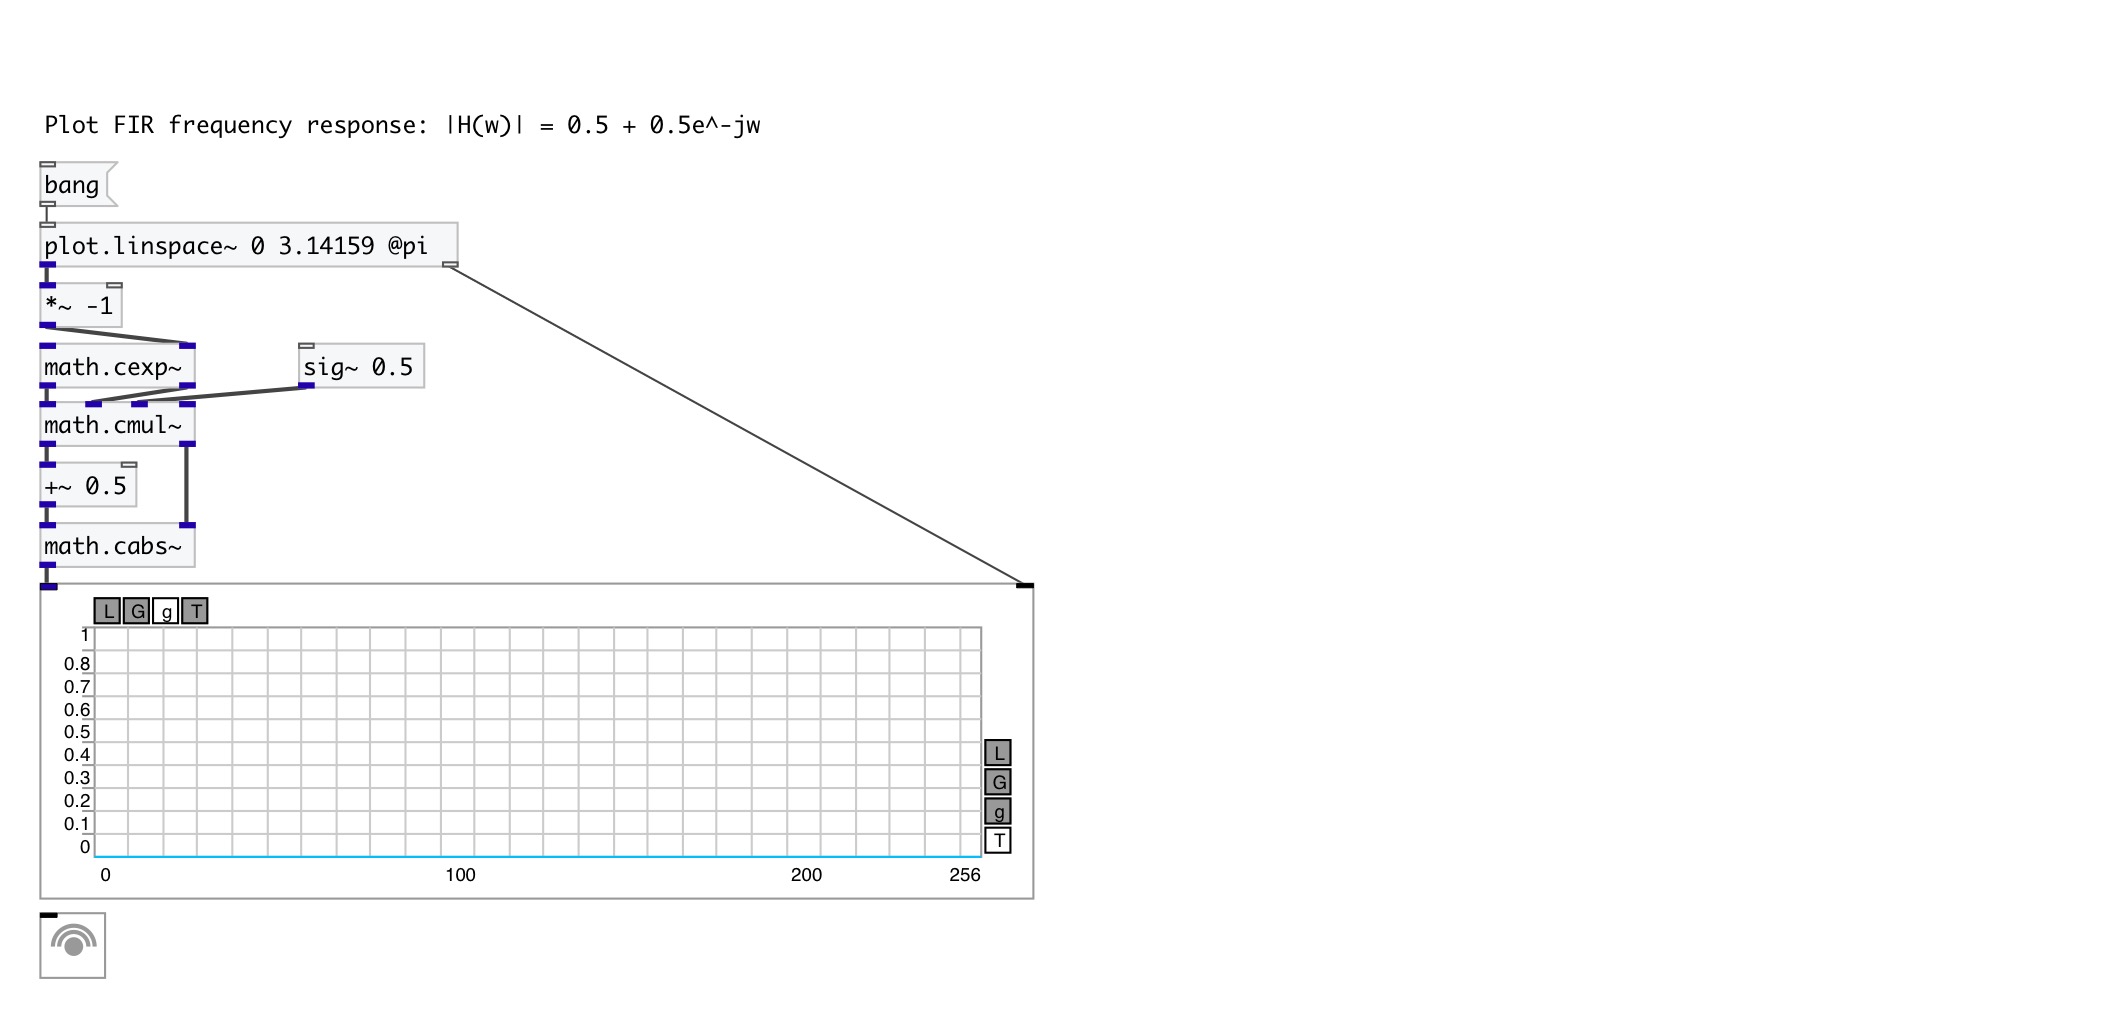 Plot FIR frequency response: |H(w)| = 0.5 + 0.5e^-jw
bang
plot.linspace~ 0 3.14159 @pi
*~ -1
math.cexp~
sig~ 0.5
math.cmul~
+~ 0.5
math.cabs~
L G g T
1
0.8
0.7
0.6
0.5
0.4
0.3
0.2
0.1
0
L
G
g
T
0 100 200 256